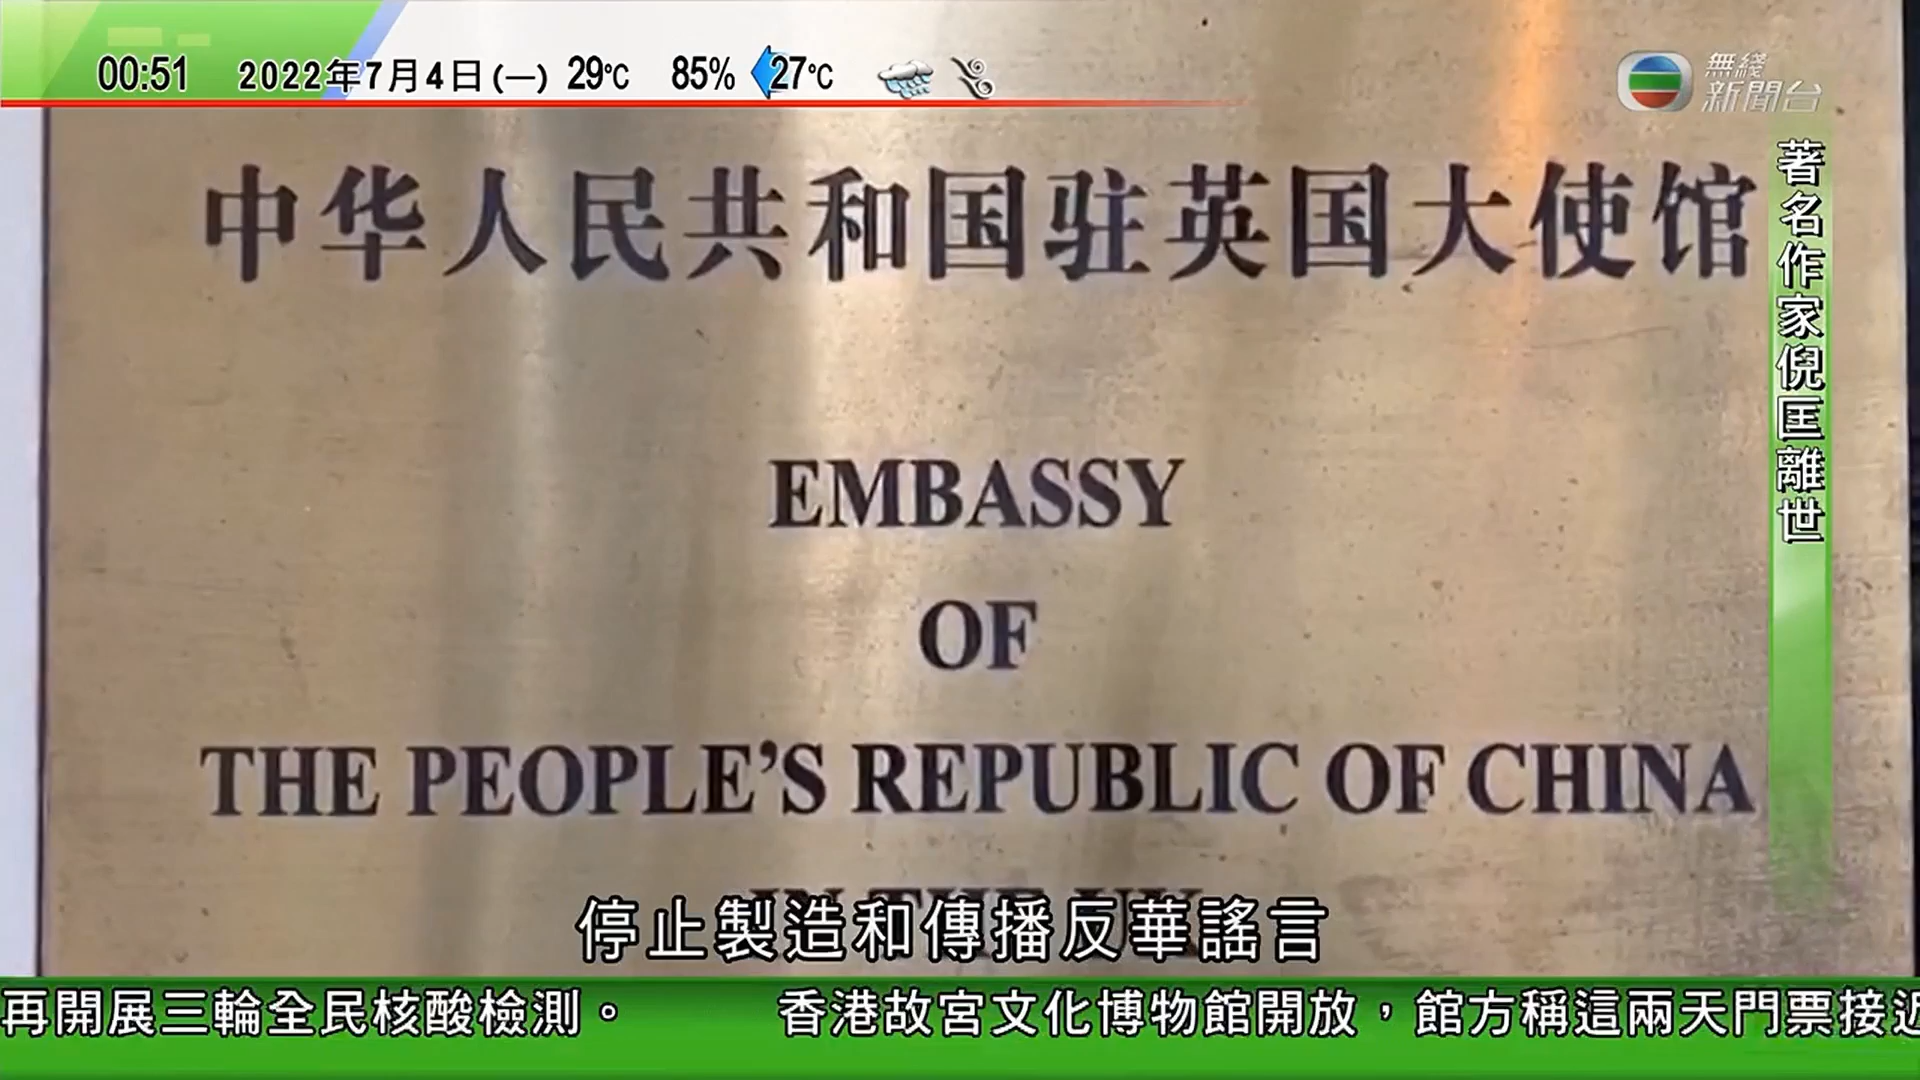 00:51 2022年7月4日(一) 29℃ 85% 27℃
無綫
新聞台
著名作家倪匡離世
中华人民共和国驻英国大使馆
EMBASSY
OF
THE PEOPLE'S REPUBLIC OF CHINA
IN THE UK
停止製造和傳播反華謠言
再開展三輪全民核酸檢測。 香港故宮文化博物館開放，館方稱這兩天門票接近